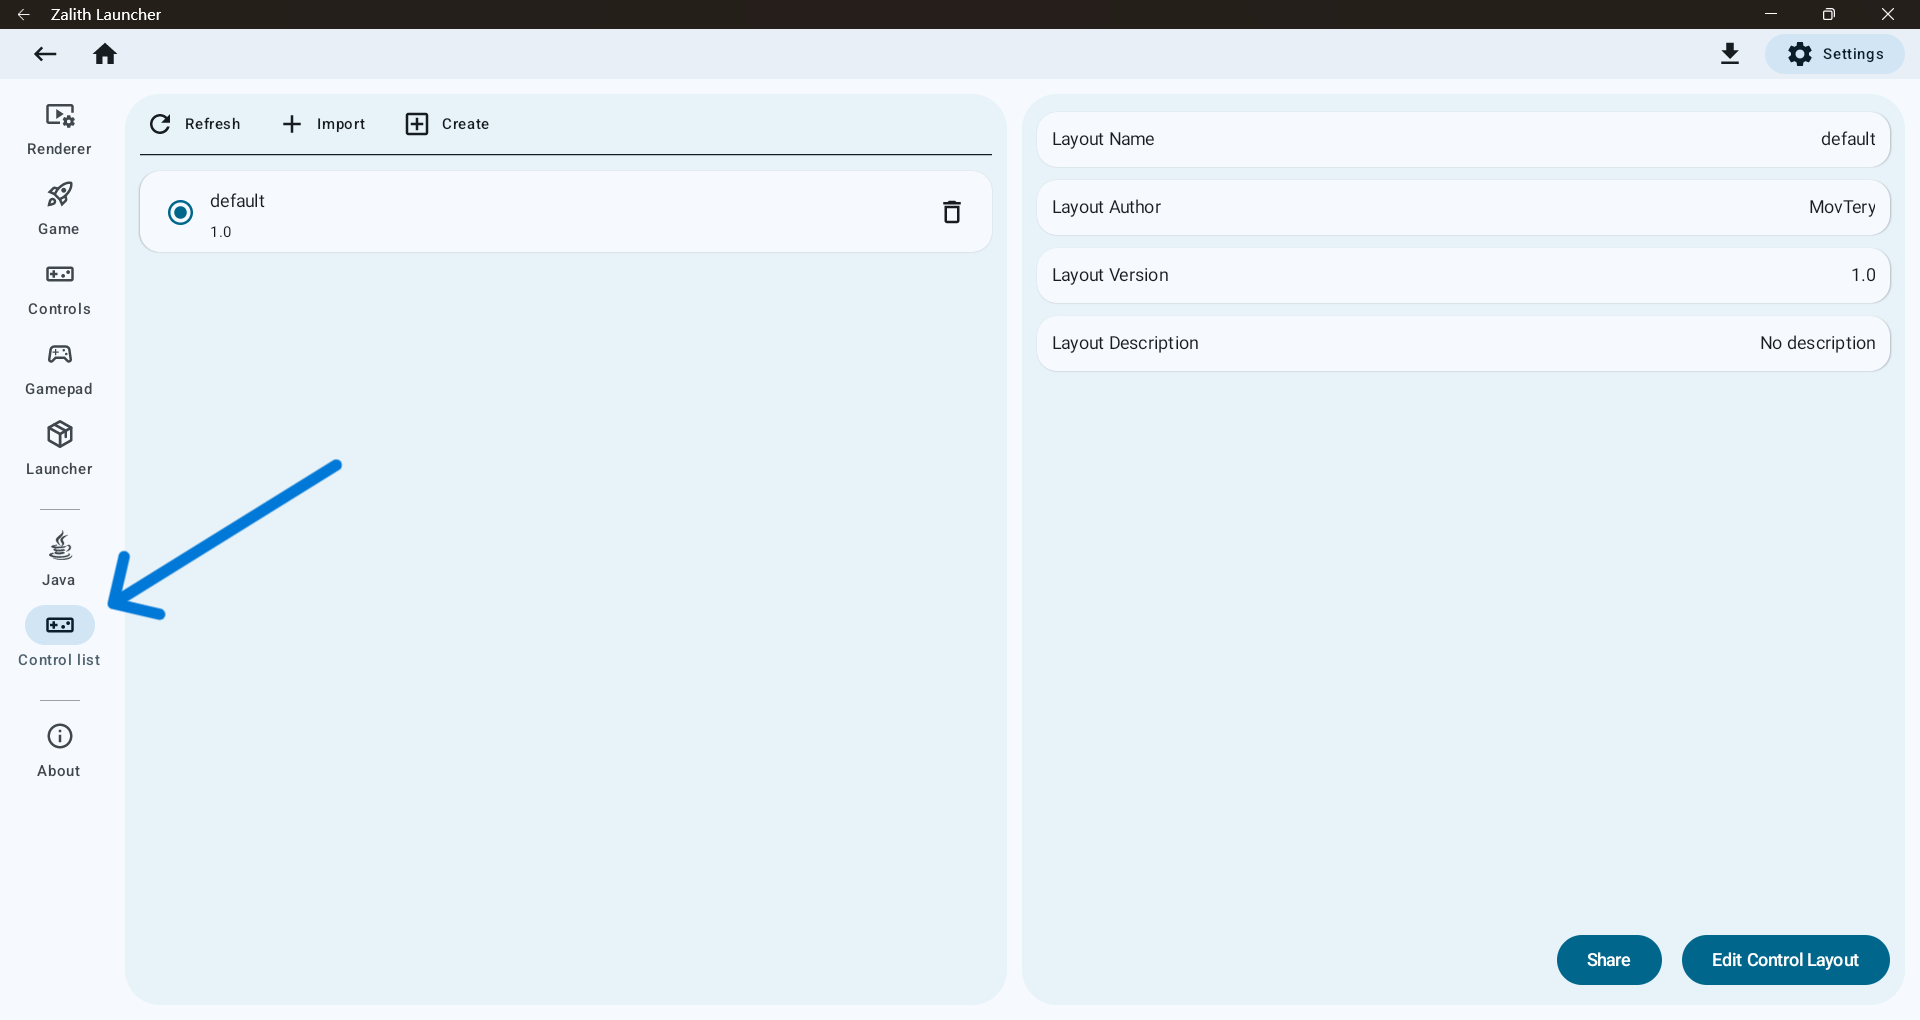 Zalith Launcher
Settings
Renderer
Game
Controls
Gamepad
Launcher
Java
Control list
About
Refresh
Import
Create
default
1.0
Layout Name default
Layout Author MovTery
Layout Version 1.0
Layout Description No description
Share
Edit Control Layout